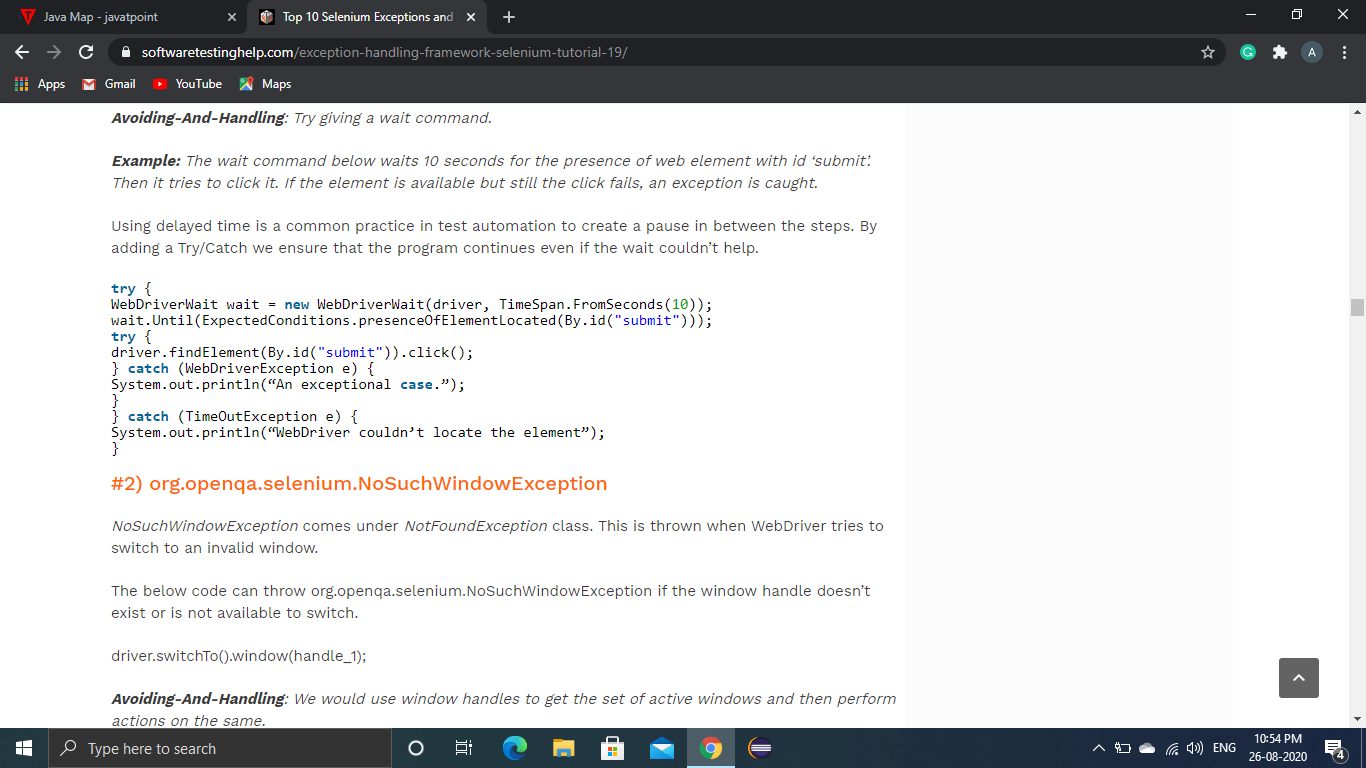 Java Map - javatpoint
Top 10 Selenium Exceptions and
softwaretestinghelp.com/exception-handling-framework-selenium-tutorial-19/
G
A
Apps
Gmail
YouTube
Maps
Avoiding-And-Handling: Try giving a wait command.
Example: The wait command below waits 10 seconds for the presence of web element with id ‘submit’.
Then it tries to click it. If the element is available but still the click fails, an exception is caught.
Using delayed time is a common practice in test automation to create a pause in between the steps. By
adding a Try/Catch we ensure that the program continues even if the wait couldn’t help.
try {
WebDriverWait wait = new WebDriverWait(driver, TimeSpan.FromSeconds(10));
wait.Until(ExpectedConditions.presenceOfElementLocated(By.id("submit")));
try {
driver.findElement(By.id("submit")).click();
} catch (WebDriverException e) {
System.out.println(“An exceptional case.”);
}
} catch (TimeOutException e) {
System.out.println(“WebDriver couldn’t locate the element”);
}
#2) org.openqa.selenium.NoSuchWindowException
NoSuchWindowException comes under NotFoundException class. This is thrown when WebDriver tries to
switch to an invalid window.
The below code can throw org.openqa.selenium.NoSuchWindowException if the window handle doesn’t
exist or is not available to switch.
driver.switchTo().window(handle_1);
Avoiding-And-Handling: We would use window handles to get the set of active windows and then perform
actions on the same.
Type here to search
ENG
10:54 PM
26-08-2020
4